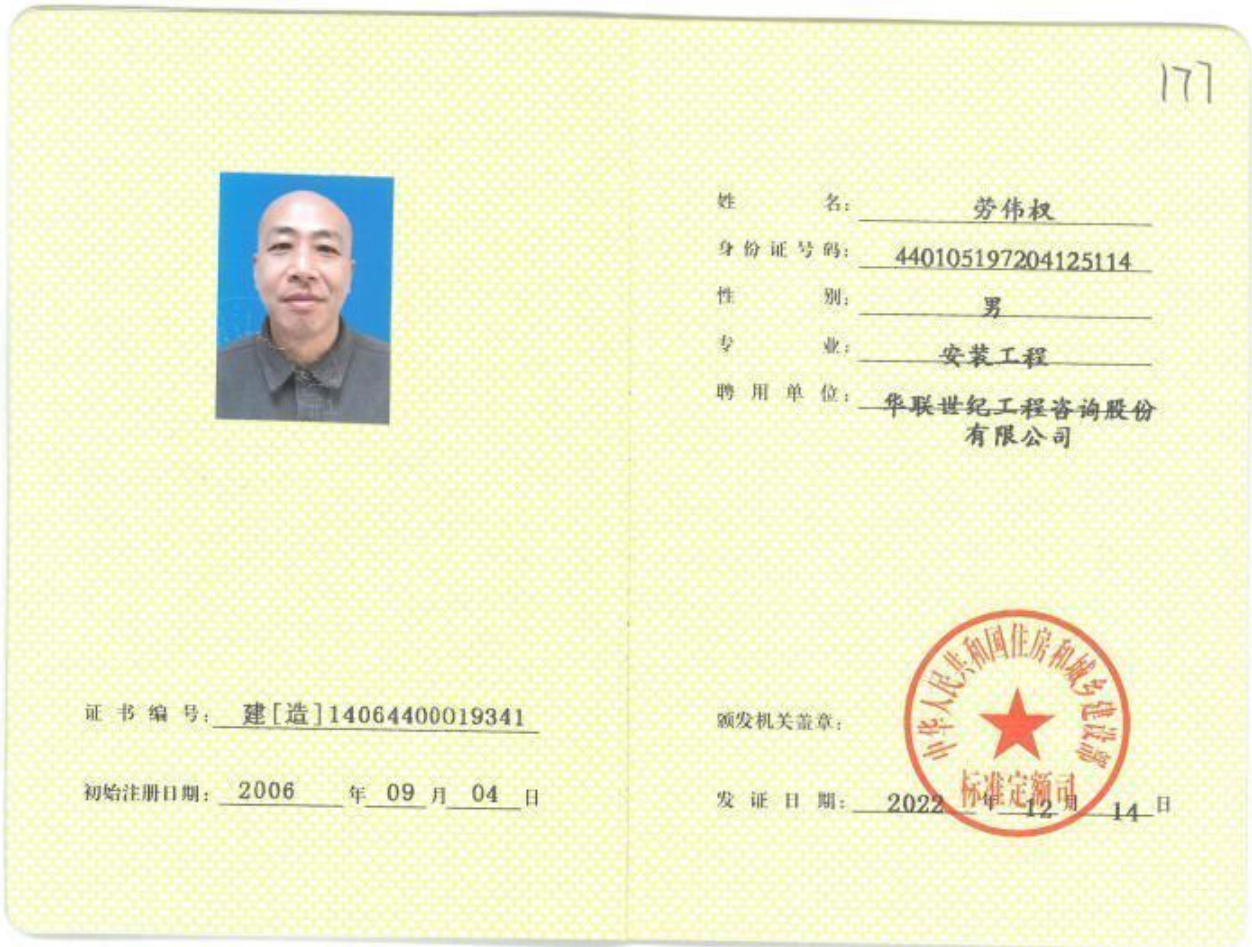 177
姓 名： 劳伟权
身份证号码： 440105197204125114
性 别： 男
专 业： 安装工程
聘用单位： 华联世纪工程咨询股份
有限公司
证书编号： 建[造]14064400019341
初始注册日期： 2006 年 09 月 04 日
颁发机关盖章：
中华人民共和国住房和城乡建设部
标准定额司
发证日期： 2022 年 12 月 14 日